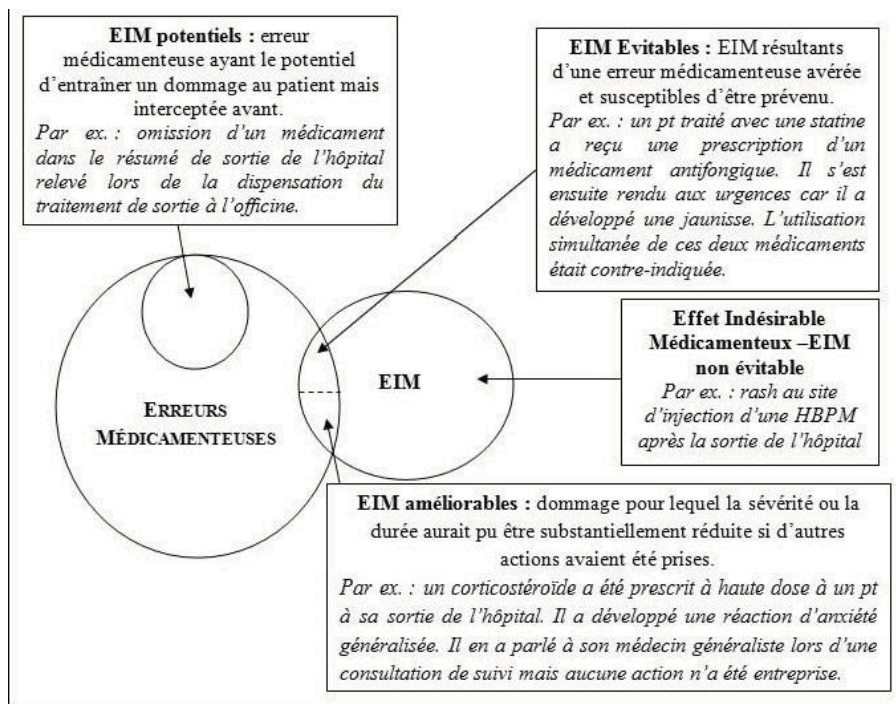 EIM potentiels : erreur
médicamenteuse ayant le potentiel
d'entraîner un dommage au patient mais
interceptée avant.
Par ex. : omission d'un médicament
dans le résumé de sortie de l'hôpital
relevé lors de la dispensation du
traitement de sortie à l'officine.
EIM Evitables : EIM résultants
d'une erreur médicamenteuse avérée
et susceptibles d'être prévenu.
Par ex. : un pt traité avec une statine
a reçu une prescription d'un
médicament antifongique. Il s'est
ensuite rendu aux urgences car il a
développé une jaunisse. L'utilisation
simultanée de ces deux médicaments
était contre-indiquée.
Effet Indésirable
Médicamenteux –EIM
non évitable
Par ex. : rash au site
d'injection d'une HBPM
après la sortie de l'hôpital
EIM
ERREURS
MÉDICAMENTEUSES
EIM améliorables : dommage pour lequel la sévérité ou la
durée aurait pu être substantiellement réduite si d'autres
actions avaient été prises.
Par ex. : un corticostéroïde a été prescrit à haute dose à un pt
à sa sortie de l'hôpital. Il a développé une réaction d'anxiété
généralisée. Il en a parlé à son médecin généraliste lors d'une
consultation de suivi mais aucune action n'a été entreprise.